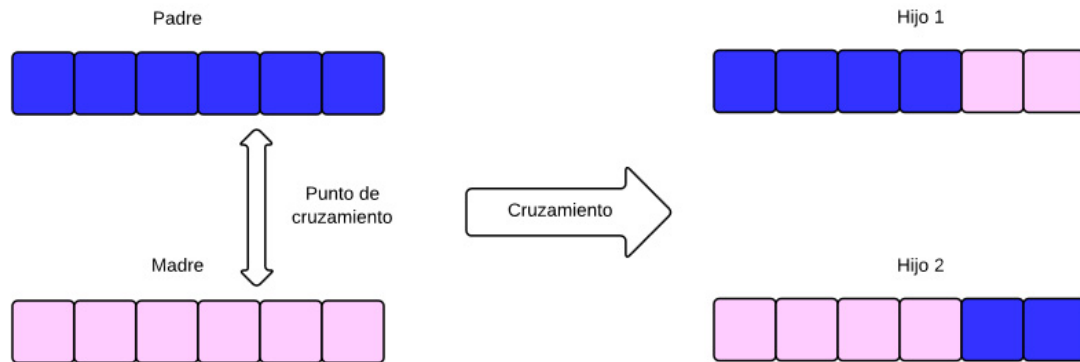 Padre
Hijo 1
Punto de
cruzamiento
Cruzamiento
Madre
Hijo 2